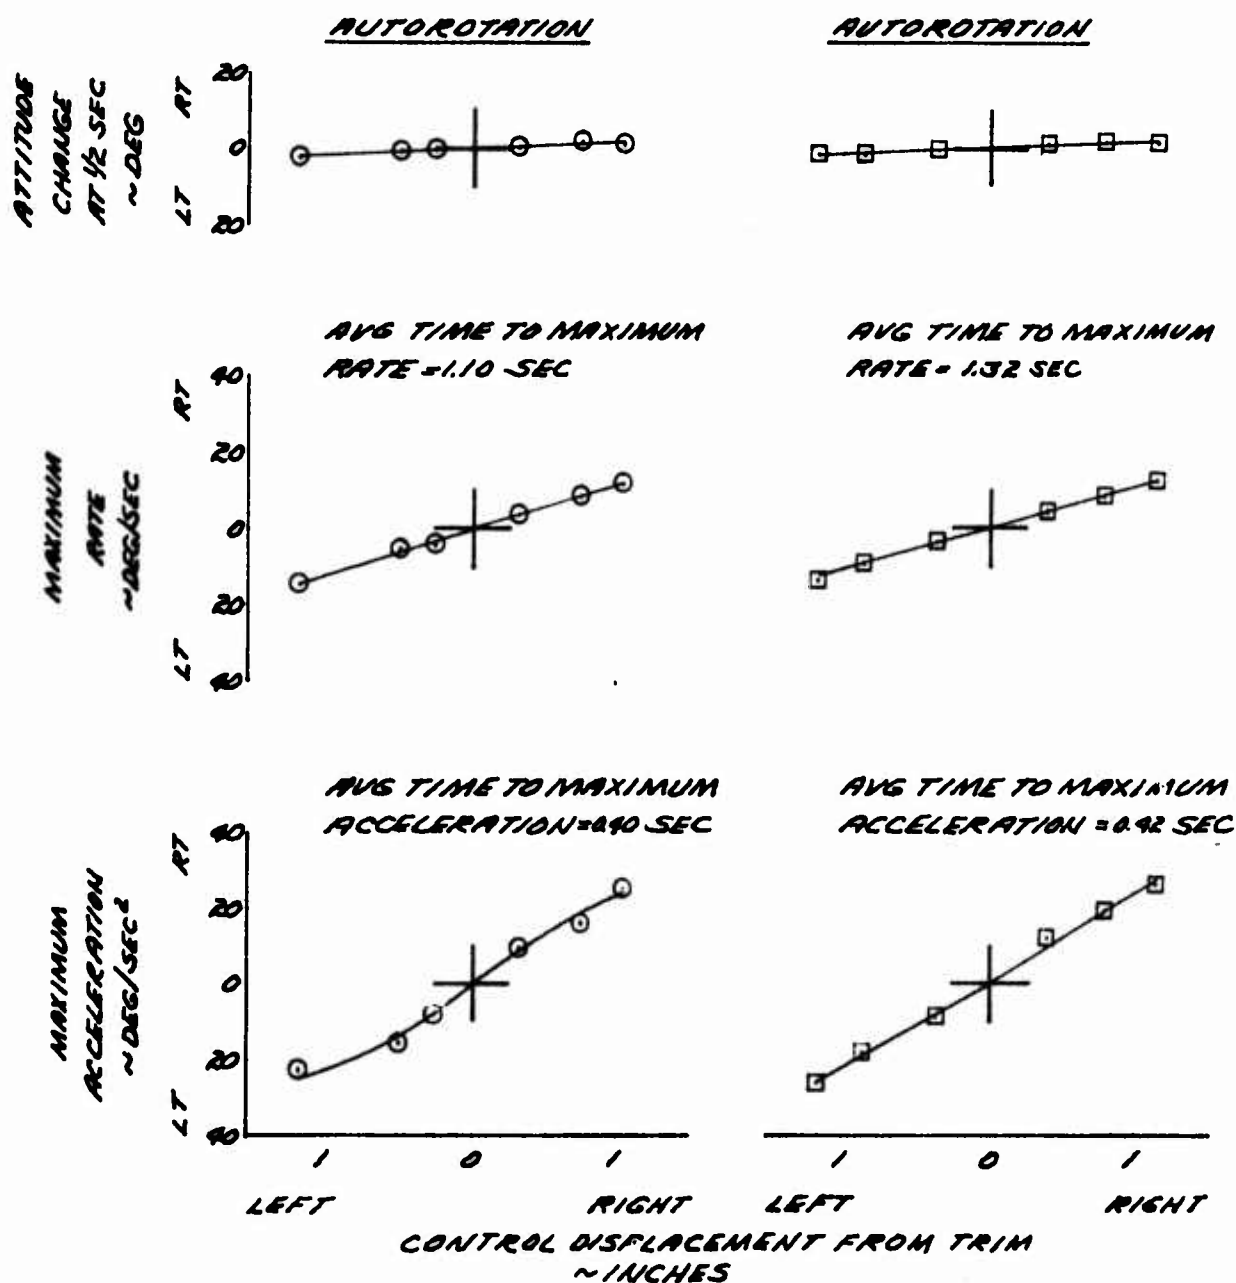 AUTOROTATION
AUTOROTATION
ATTITUDE
CHANGE
AT 1/2 SEC
~DEG
LT RT
20
0
20
AVG TIME TO MAXIMUM
RATE = 1.10 SEC
AVG TIME TO MAXIMUM
RATE = 1.32 SEC
MAXIMUM
RATE
~DEG/SEC
LT RT
40
20
0
20
40
AVG TIME TO MAXIMUM
ACCELERATION = 0.40 SEC
AVG TIME TO MAXIMUM
ACCELERATION = 0.42 SEC
MAXIMUM
ACCELERATION
~DEG/SEC²
LT RT
40
20
0
20
40
1 0 1
1 0 1
LEFT RIGHT
LEFT RIGHT
CONTROL DISPLACEMENT FROM TRIM
~INCHES